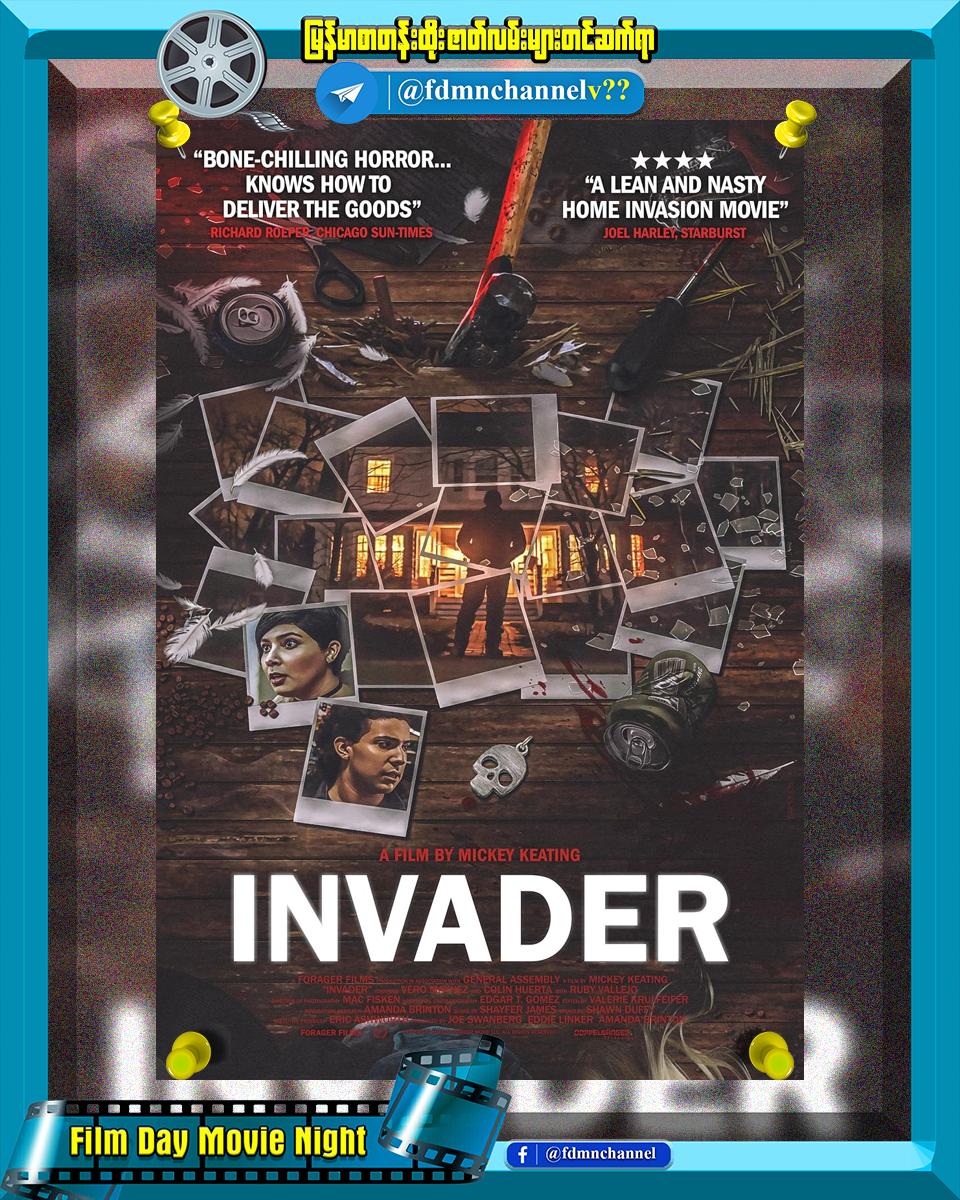 မြန်မာစာတန်းထိုးဇာတ်လမ်းများတင်ဆက်ရာ
@fdmnchannelv??
“BONE-CHILLING HORROR...
KNOWS HOW TO
DELIVER THE GOODS”
RICHARD ROEPER, CHICAGO SUN-TIMES
★★★★
“A LEAN AND NASTY
HOME INVASION MOVIE”
JOEL HARLEY, STARBURST
A FILM BY MICKEY KEATING
INVADER
FORAGER FILMS GENERAL ASSEMBLY MICKEY KEATING
"INVADER" VERO COLIN HUERTA RUBY VALLEJO
MAC FISKEN EDGAR T. GOMEZ VALERIE
AMANDA BRINTON SHAYFER JAMES SHAWN DUFFY
ERIC JOE SWANBERG EDDIE LINKER AMANDA BRINTON
FORAGER FILMS
Film Day Movie Night
@fdmnchannel